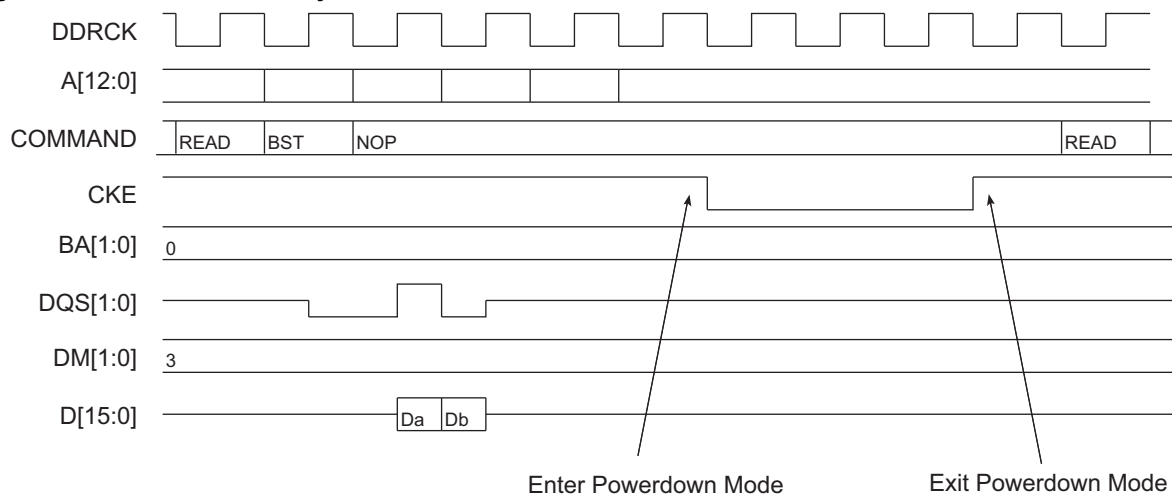 DDRCK
A[12:0]
COMMAND READ BST NOP READ
CKE
BA[1:0] 0
DQS[1:0]
DM[1:0] 3
D[15:0] Da Db
Enter Powerdown Mode Exit Powerdown Mode